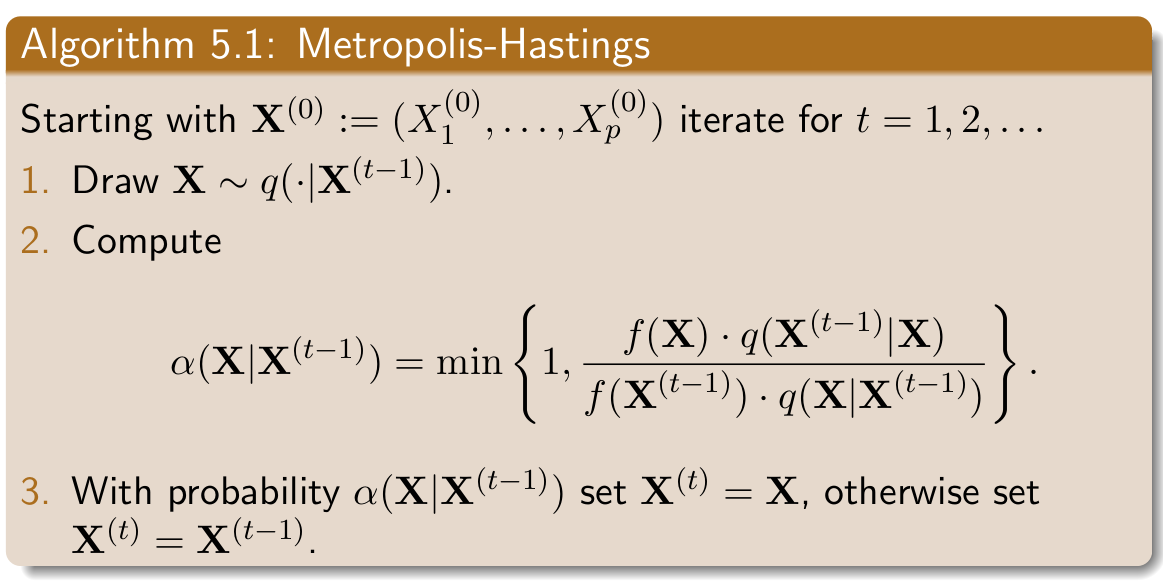 Algorithm 5.1: Metropolis-Hastings
Starting with $\mathbf{X}^{(0)} := (X_1^{(0)}, \ldots, X_p^{(0)})$ iterate for $t = 1, 2, \ldots$
1. Draw $\mathbf{X} \sim q(\cdot|\mathbf{X}^{(t-1)})$.
2. Compute
$\alpha(\mathbf{X}|\mathbf{X}^{(t-1)}) = \min\left\{1, \frac{f(\mathbf{X}) \cdot q(\mathbf{X}^{(t-1)}|\mathbf{X})}{f(\mathbf{X}^{(t-1)}) \cdot q(\mathbf{X}|\mathbf{X}^{(t-1)})}\right\}.$
3. With probability $\alpha(\mathbf{X}|\mathbf{X}^{(t-1)})$ set $\mathbf{X}^{(t)} = \mathbf{X}$, otherwise set
$\mathbf{X}^{(t)} = \mathbf{X}^{(t-1)}$.